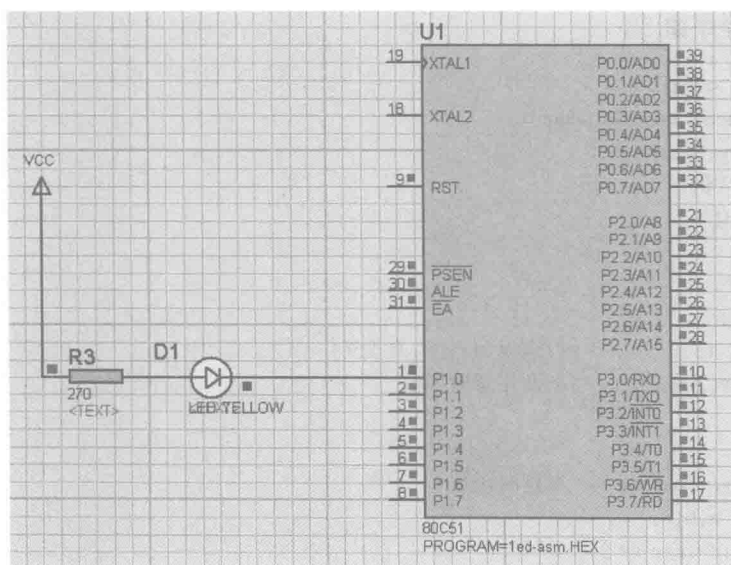 U1
19 XTAL1 P0.0/AD0 39
P0.1/AD1 38
P0.2/AD2 37
18 XTAL2 P0.3/AD3 36
P0.4/AD4 35
P0.5/AD5 34
P0.6/AD6 33
9 RST P0.7/AD7 32
VCC
P2.0/A8 21
P2.1/A9 22
P2.2/A10 23
29 PSEN P2.3/A11 24
30 ALE P2.4/A12 25
31 EA P2.5/A13 26
P2.6/A14 27
P2.7/A15 28
R3 D1
270
<TEXT> LED-YELLOW
1 P1.0 P3.0/RXD 10
2 P1.1 P3.1/TXD 11
3 P1.2 P3.2/INT0 12
4 P1.3 P3.3/INT1 13
5 P1.4 P3.4/T0 14
6 P1.5 P3.5/T1 15
7 P1.6 P3.6/WR 16
8 P1.7 P3.7/RD 17
80C51
PROGRAM=1ed-asm.HEX